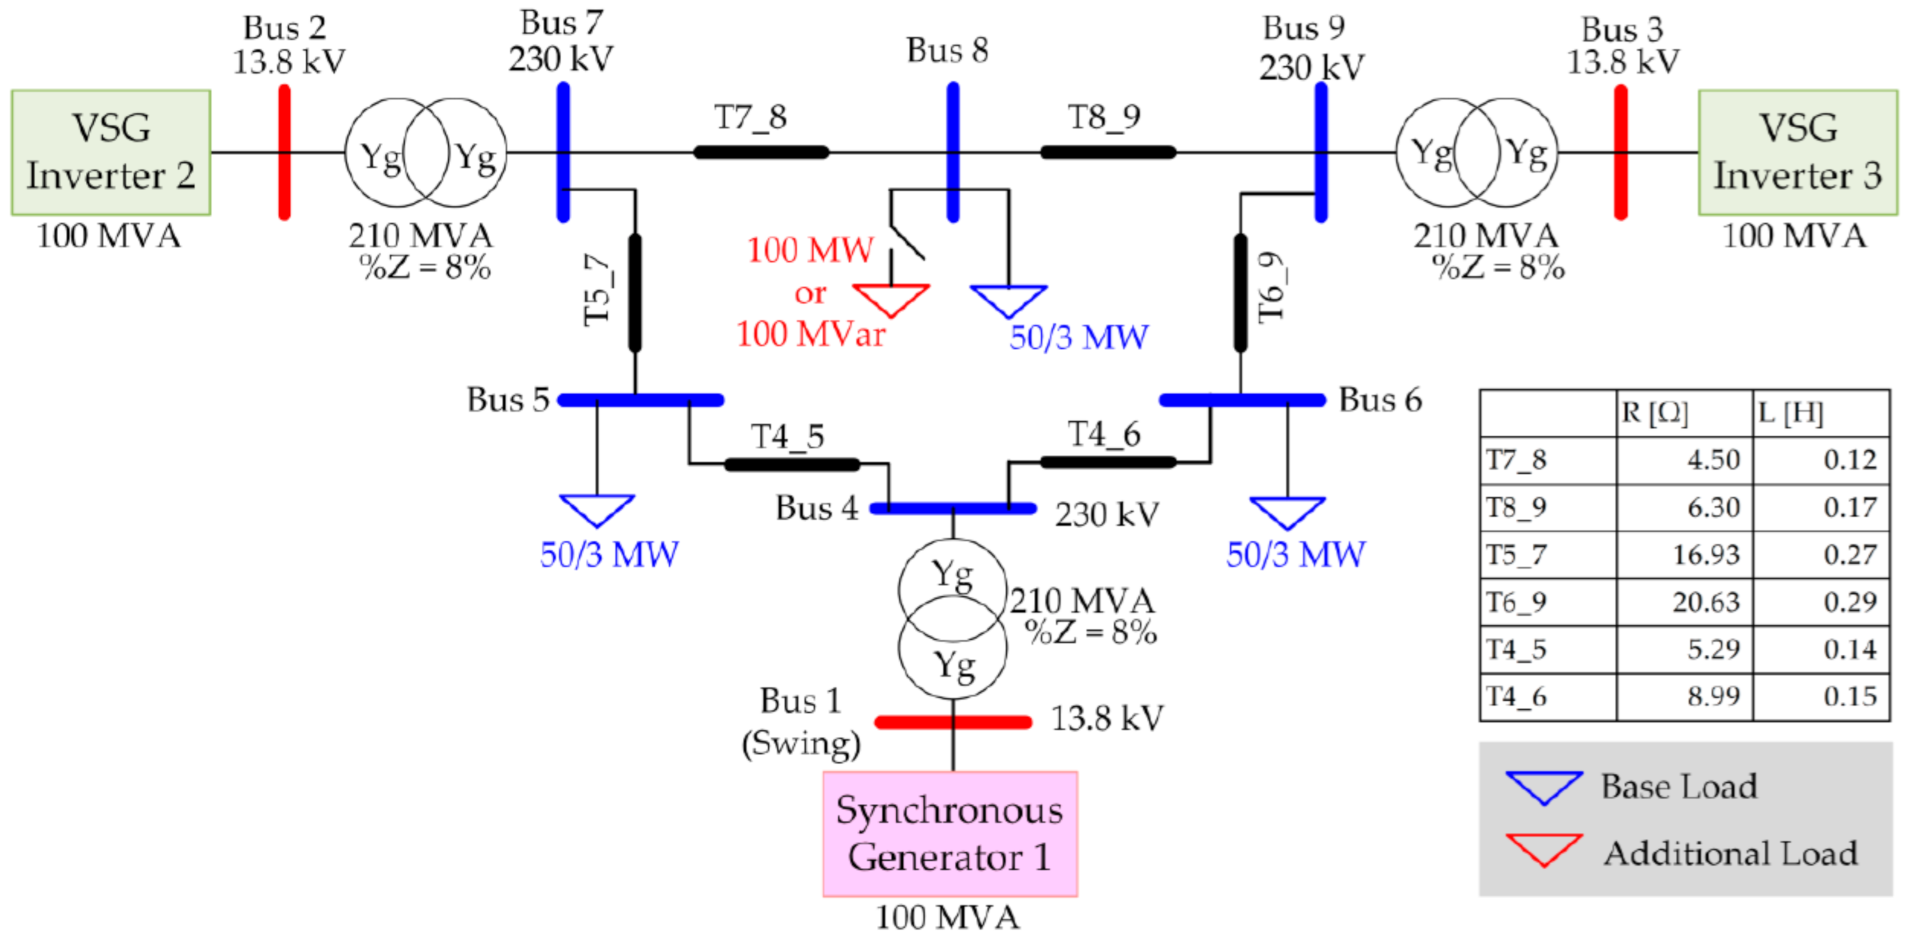 Bus 2
13.8 kV
Bus 7
230 kV
Bus 8
Bus 9
230 kV
Bus 3
13.8 kV
VSG
Inverter 2
100 MVA
Yg
Yg
210 MVA
%Z = 8%
T7_8
T8_9
Yg
Yg
210 MVA
%Z = 8%
VSG
Inverter 3
100 MVA
T5_7
100 MW
or
100 MVar
50/3 MW
T6_9
Bus 5
T4_5
T4_6
Bus 6
50/3 MW
Bus 4
230 kV
50/3 MW
Yg
Yg
210 MVA
%Z = 8%
Bus 1
(Swing)
13.8 kV
Synchronous
Generator 1
100 MVA
R [Ω] L [H]
T7_8 4.50 0.12
T8_9 6.30 0.17
T5_7 16.93 0.27
T6_9 20.63 0.29
T4_5 5.29 0.14
T4_6 8.99 0.15
Base Load
Additional Load